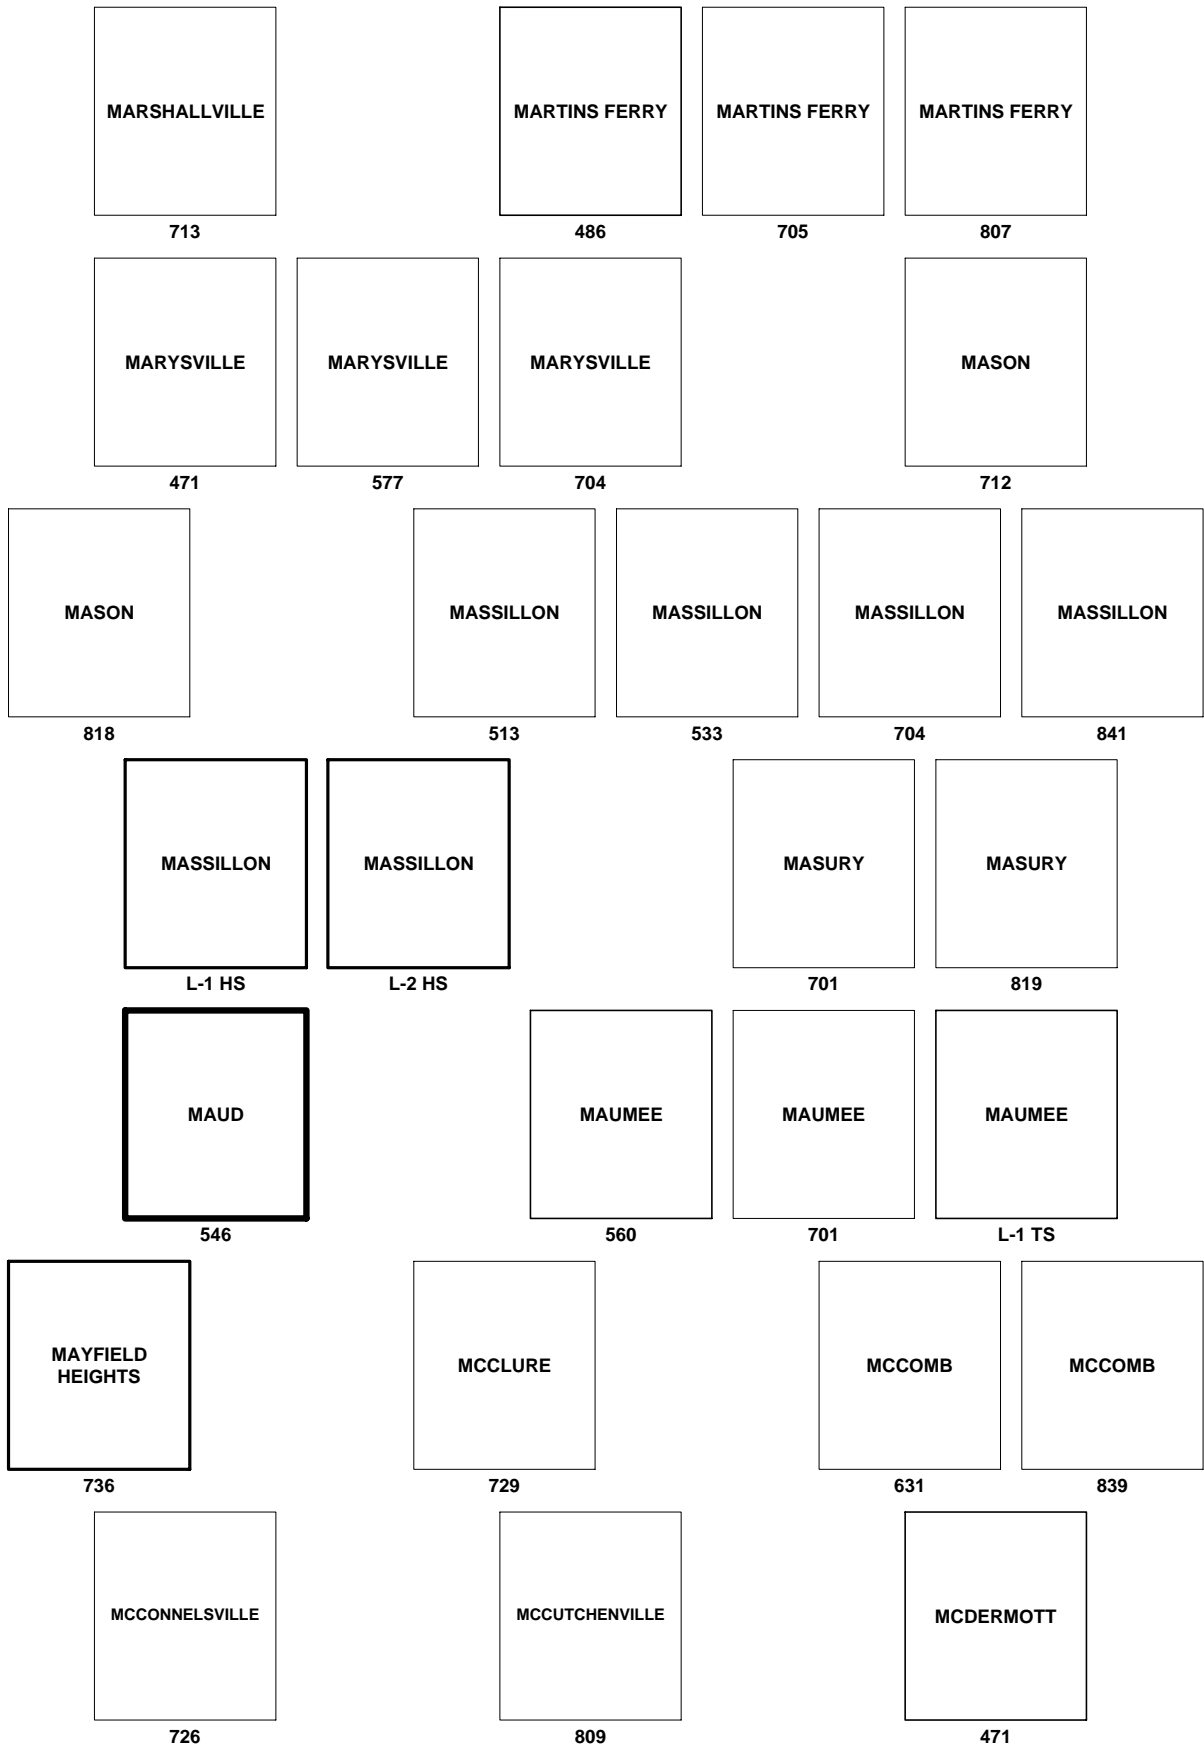 MARSHALLVILLE MARTINS FERRY MARTINS FERRY MARTINS FERRY
713 486 705 807
MARYSVILLE MARYSVILLE MARYSVILLE MASON
471 577 704 712
MASON MASSILLON MASSILLON MASSILLON MASSILLON
818 513 533 704 841
MASSILLON MASSILLON MASURY MASURY
L-1 HS L-2 HS 701 819
MAUD MAUMEE MAUMEE MAUMEE
546 560 701 L-1 TS
MAYFIELD
HEIGHTS MCCLURE MCCOMB MCCOMB
736 729 631 839
MCCONNELSVILLE MCCUTCHENVILLE MCDERMOTT
726 809 471